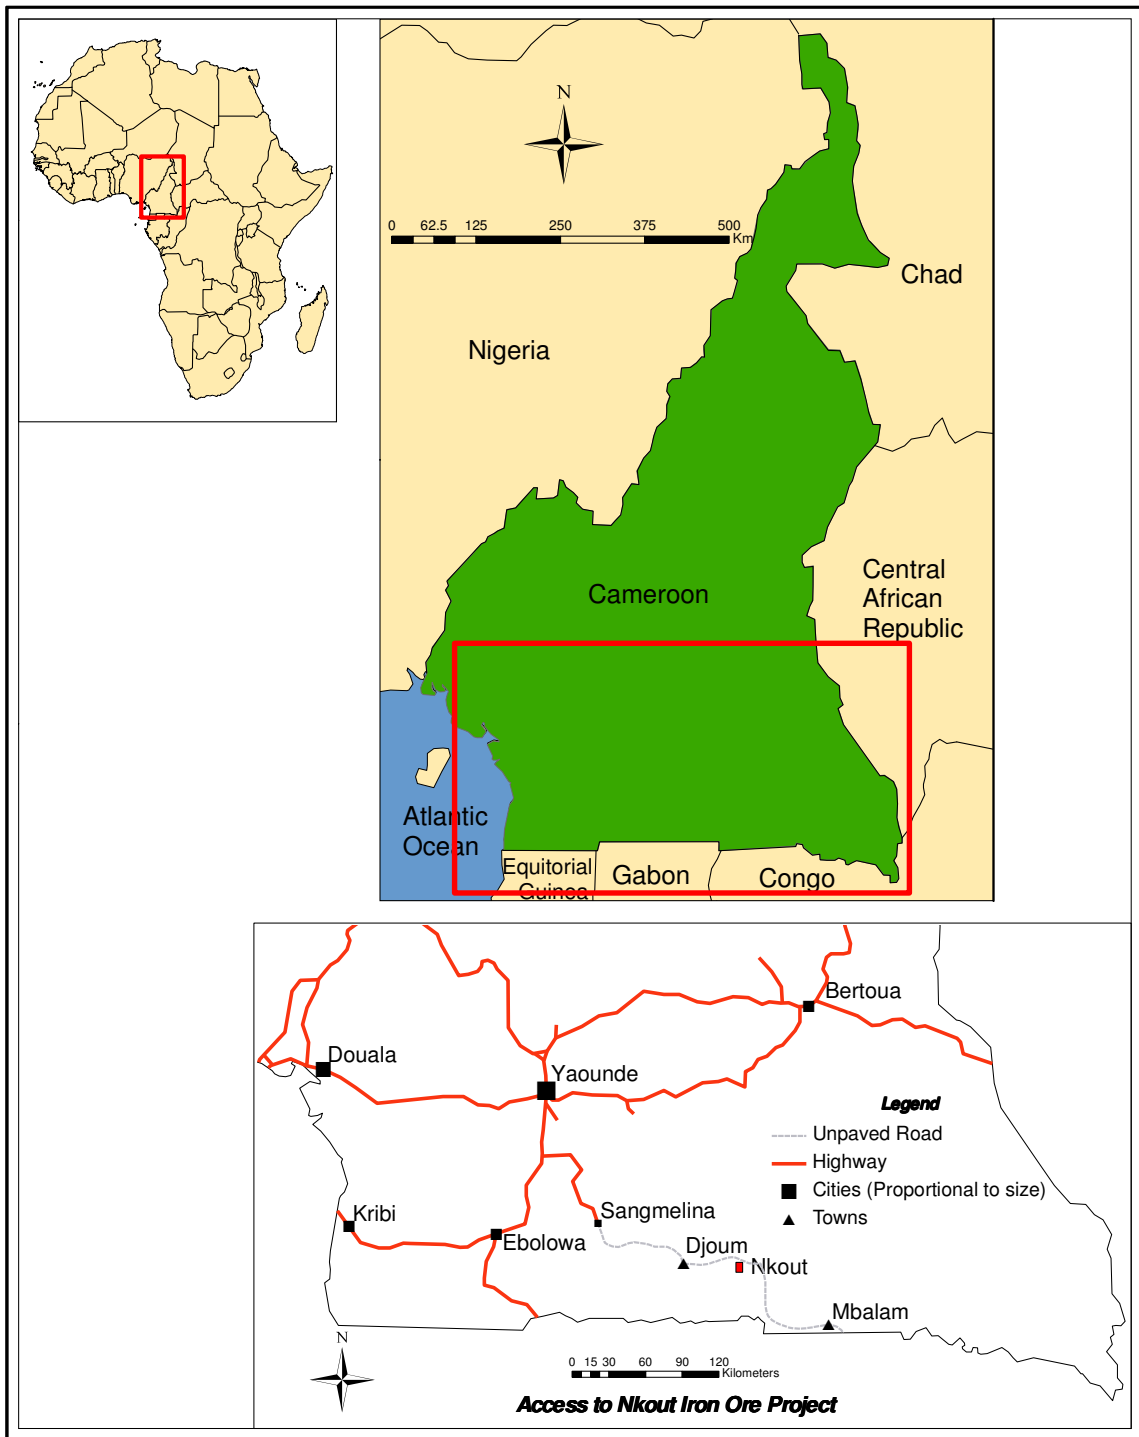 N
0 62.5 125 250 375 500
Km
Chad
Nigeria
Cameroon
Central
African
Republic
Atlantic
Ocean
Equitorial
Guinea
Gabon
Congo
Bertoua
Douala
Yaounde
Legend
Unpaved Road
Highway
Cities (Proportional to size)
Towns
Kribi
Sangmelina
Ebolowa
Djoum
Nkout
Mbalam
N
0 15 30 60 90 120
Kilometers
Access to Nkout Iron Ore Project